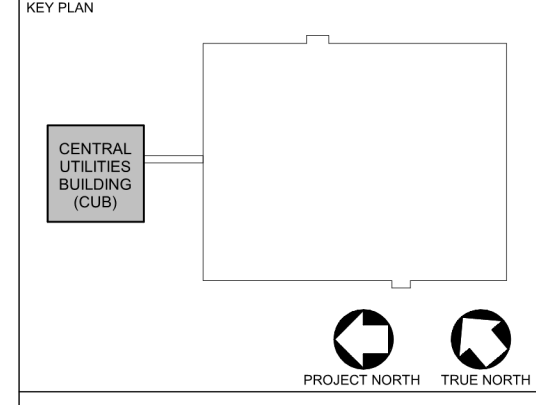 KEY PLAN
CENTRAL
UTILITIES
BUILDING
(CUB)
PROJECT NORTH
TRUE NORTH